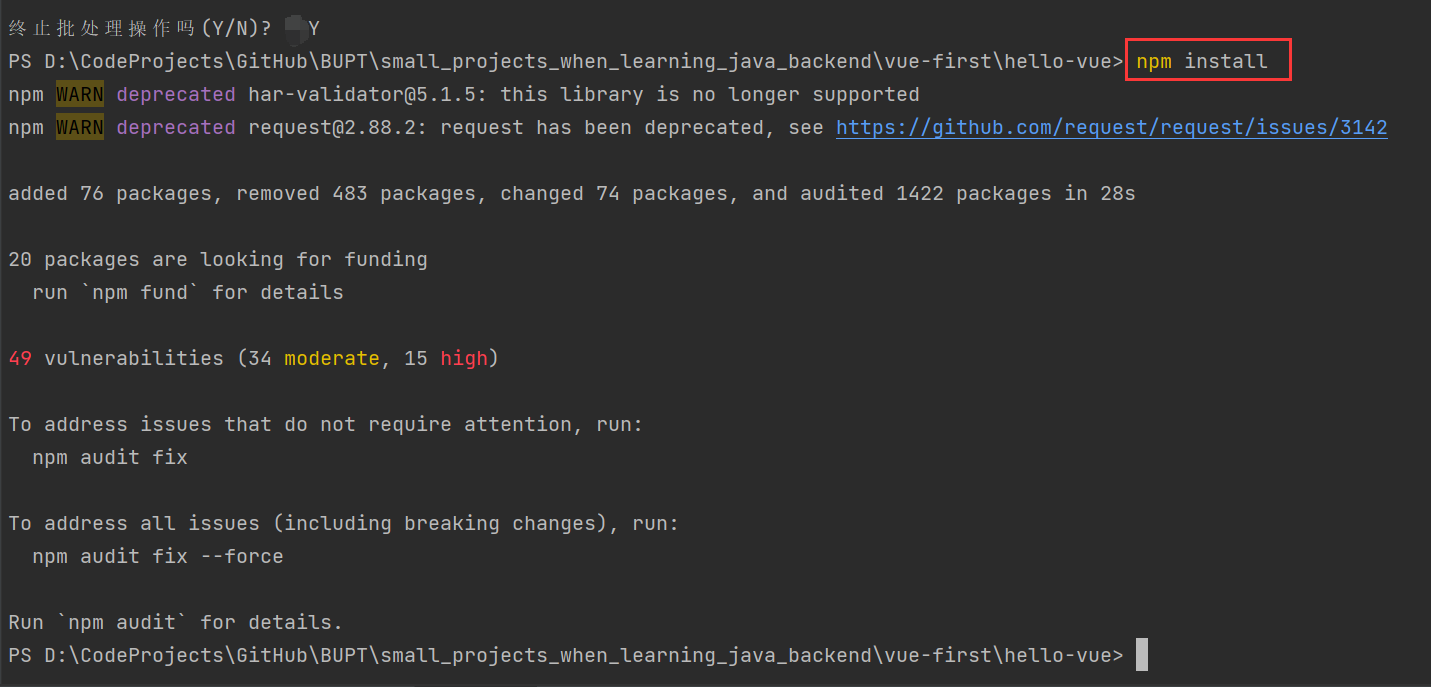 终止批处理操作吗(Y/N)? Y
PS D:\CodeProjects\GitHub\BUPT\small_projects_when_learning_java_backend\vue-first\hello-vue> npm install
npm WARN deprecated har-validator@5.1.5: this library is no longer supported
npm WARN deprecated request@2.88.2: request has been deprecated, see https://github.com/request/request/issues/3142
added 76 packages, removed 483 packages, changed 74 packages, and audited 1422 packages in 28s
20 packages are looking for funding
run `npm fund` for details
49 vulnerabilities (34 moderate, 15 high)
To address issues that do not require attention, run:
npm audit fix
To address all issues (including breaking changes), run:
npm audit fix --force
Run `npm audit` for details.
PS D:\CodeProjects\GitHub\BUPT\small_projects_when_learning_java_backend\vue-first\hello-vue>